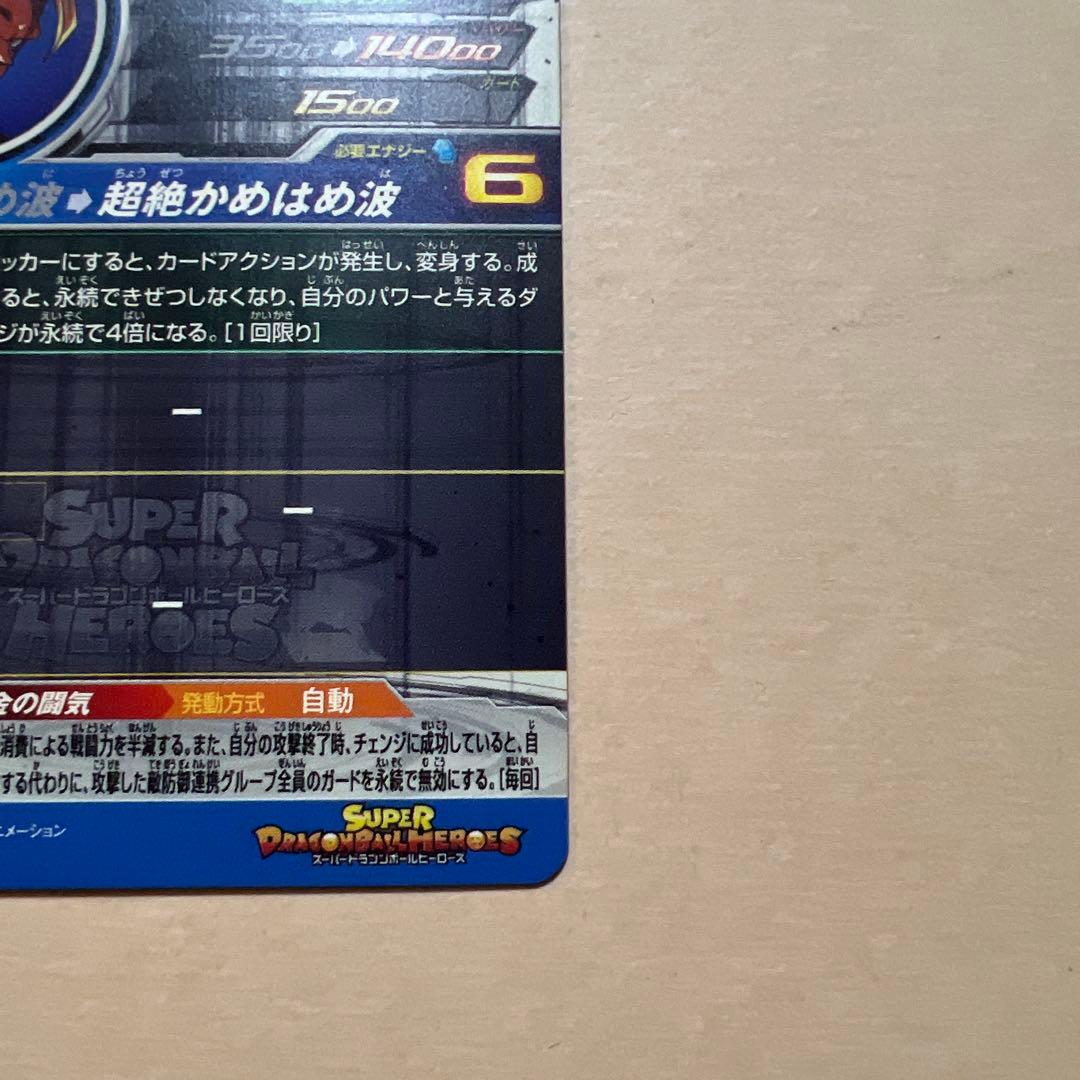 3500➡14000
ガード
1500
必要エナジー 6
め波➡超絶かめはめ波
ッカーにすると、カードアクションが発生し、変身する。成
ると、永続できぜつしなくなり、自分のパワーと与えるダ
ジが永続で4倍になる。[1回限り]
ー
SUPER
ー
DRAGONBALL
スーパードラゴンボールヒーローズ
ー
HEROES
金の闘気 発動方式 自動
消費による戦闘力を半減する。また、自分の攻撃終了時、チェンジに成功していると、自
する代わりに、攻撃した敵防御連携グループ全員のガードを永続で無効にする。[毎回]
ニメーション
SUPER
DRAGONBALL HEROES
スーパードラゴンボールヒーローズ